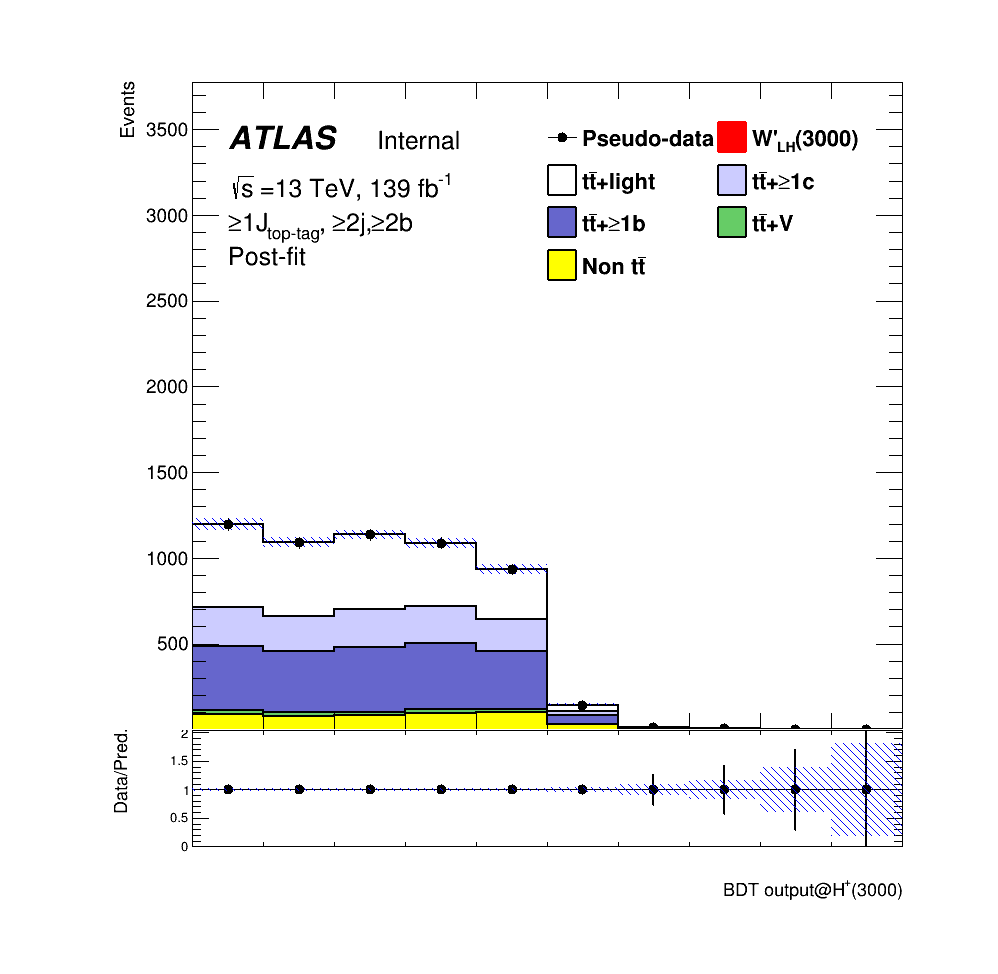 Events
3500
3000
2500
2000
1500
1000
500
ATLAS Internal
√s =13 TeV, 139 fb-1
≥1Jtop-tag, ≥2j,≥2b
Post-fit
Pseudo-data
W'LH(3000)
tt̄+light
tt̄+≥1c
tt̄+≥1b
tt̄+V
Non tt̄
Data/Pred.
2
1.5
1
0.5
0
BDT output@H+(3000)